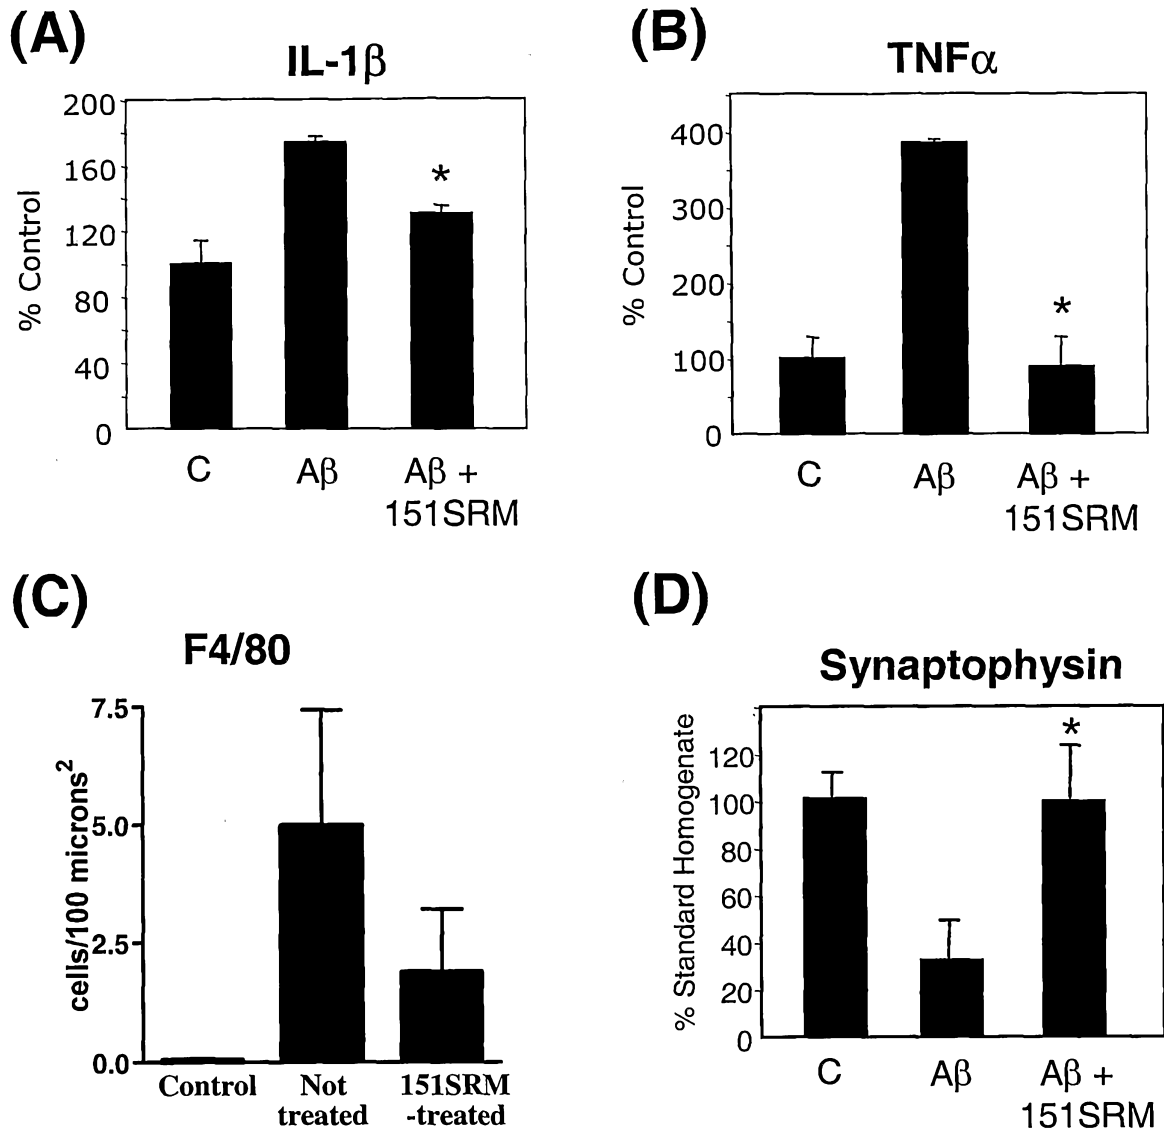 (A)
IL-1β
% Control
200
160
120
80
40
0
C
Aβ
Aβ +
151SRM
*
(B)
TNFα
% Control
400
300
200
100
0
C
Aβ
Aβ +
151SRM
*
(C)
F4/80
cells/100 microns²
7.5
5.0
2.5
0.0
Control
Not
treated
151SRM
-treated
(D)
Synaptophysin
% Standard Homogenate
120
100
80
60
40
20
0
C
Aβ
Aβ +
151SRM
*